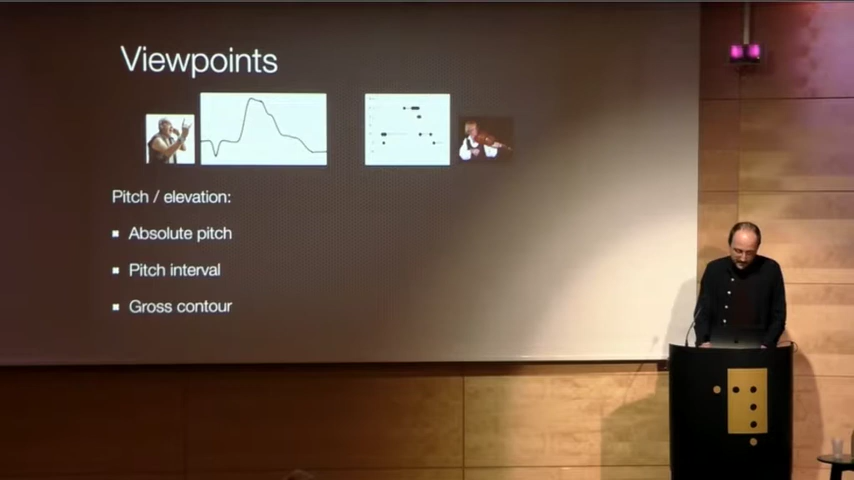 Viewpoints
Pitch / elevation:
Absolute pitch
Pitch interval
Gross contour